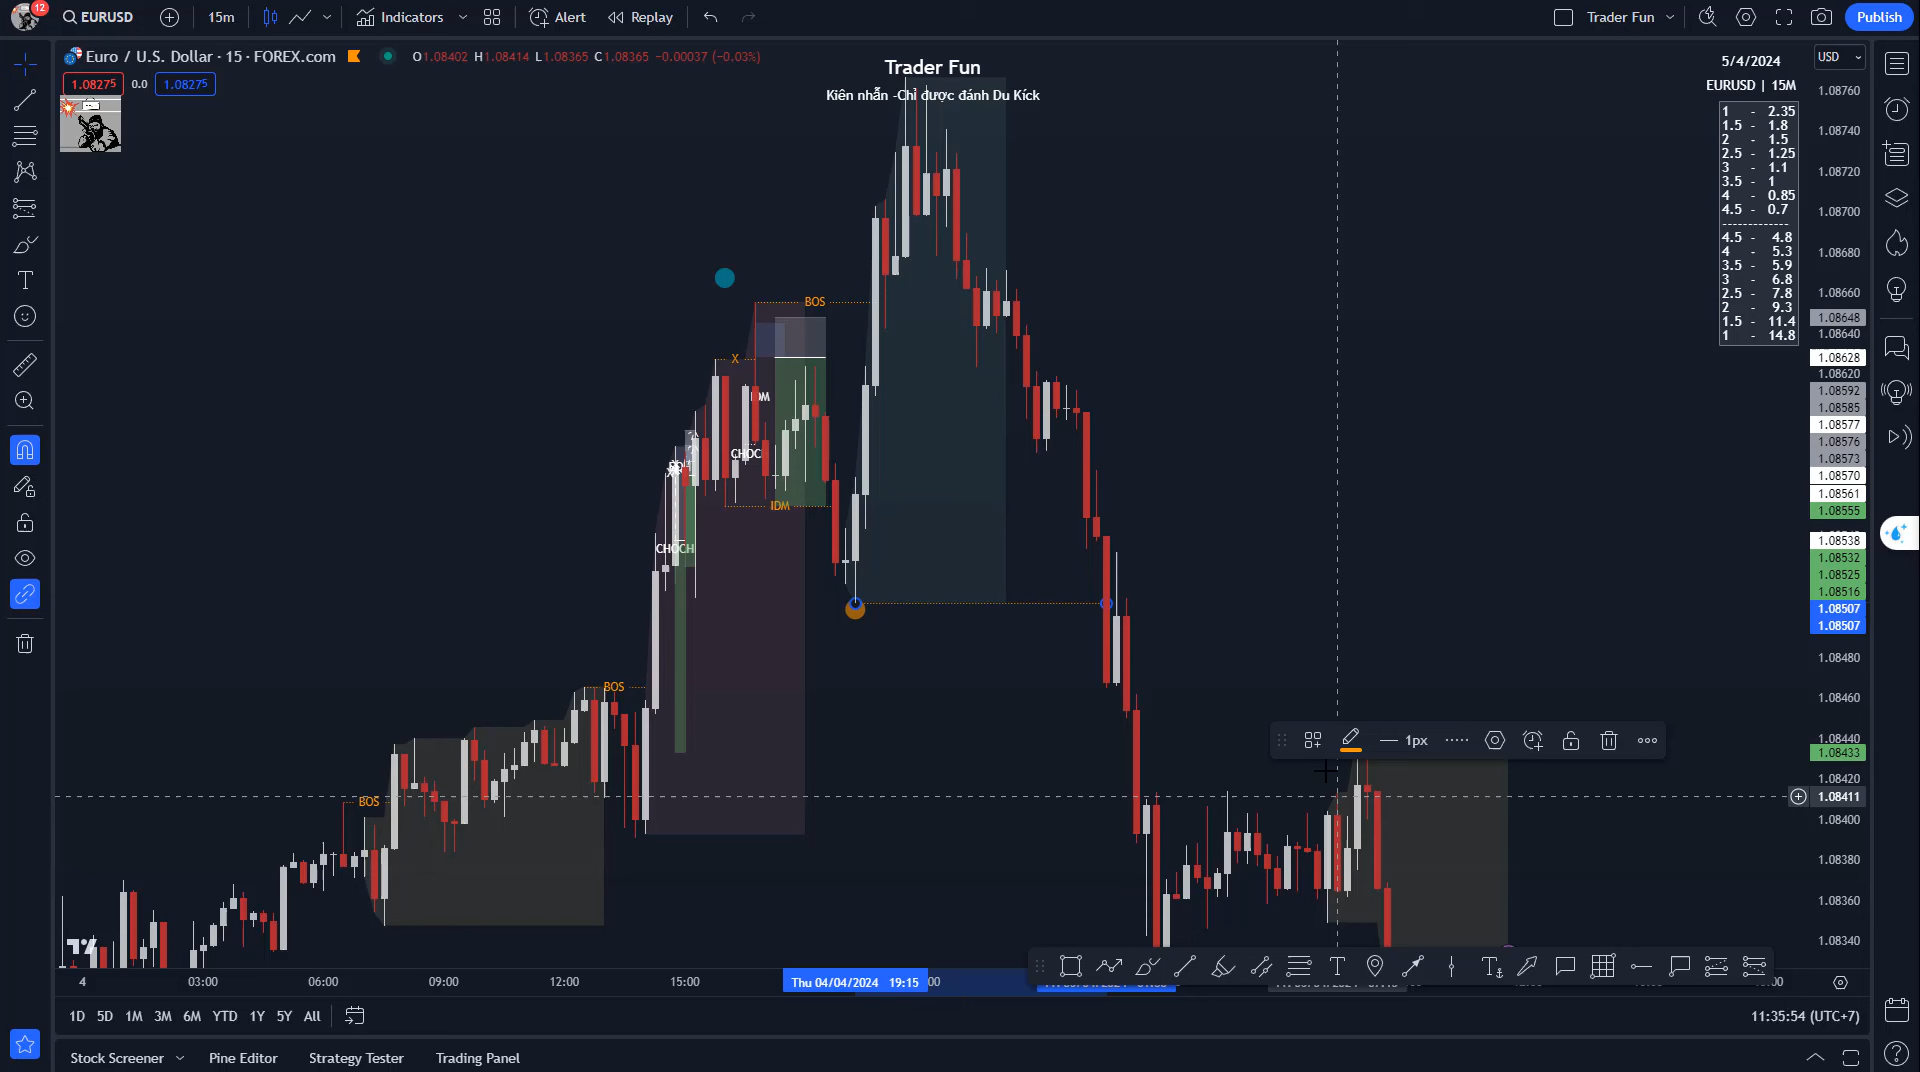 12
EURUSD
15m
Indicators
Alert
Replay
Trader Fun
Publish
Euro / U.S. Dollar · 15 · FOREX.com
O1.08402 H1.08414 L1.08365 C1.08365 −0.00037 (−0.03%)
1.08275
0.0
1.08275
Trader Fun
Kiên nhẫn -Chỉ được đánh Du Kích
5/4/2024
EURUSD | 15M
1 - 2.35
1.5 - 1.8
2 - 1.5
2.5 - 1.25
3 - 1.1
3.5 - 1
4 - 0.85
4.5 - 0.7
-------------
4.5 - 4.8
4 - 5.3
3.5 - 5.9
3 - 6.8
2.5 - 7.8
2 - 9.3
1.5 - 11.4
1 - 14.8
USD
1.08760
1.08740
1.08720
1.08700
1.08680
1.08660
1.08648
1.08640
1.08628
1.08620
1.08592
1.08585
1.08577
1.08576
1.08573
1.08570
1.08561
1.08555
1.08538
1.08532
1.08525
1.08516
1.08507
1.08507
1.08480
1.08460
1.08440
1.08433
1.08420
1.08411
1.08400
1.08380
1.08360
1.08340
BOS
X
IDM
CHOC
IDM
CHOCH
BOS
BOS
1px
4
03:00
06:00
09:00
12:00
15:00
Thu 04/04/2024 19:15
1D 5D 1M 3M 6M YTD 1Y 5Y All
11:35:54 (UTC+7)
Stock Screener
Pine Editor
Strategy Tester
Trading Panel